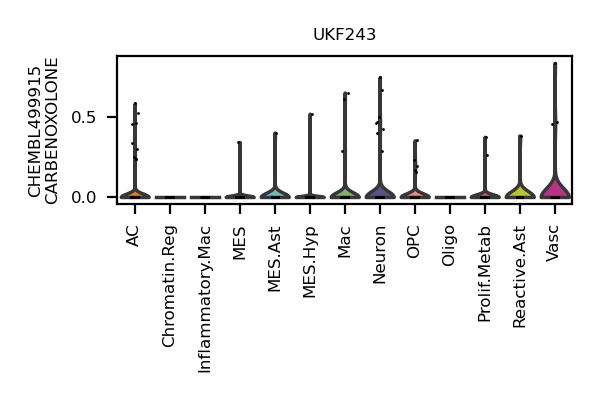 UKF243
CHEMBL499915
CARBENOXOLONE
0.5
0.0
AC
Chromatin.Reg
Inflammatory.Mac
MES
MES.Ast
MES.Hyp
Mac
Neuron
OPC
Oligo
Prolif.Metab
Reactive.Ast
Vasc